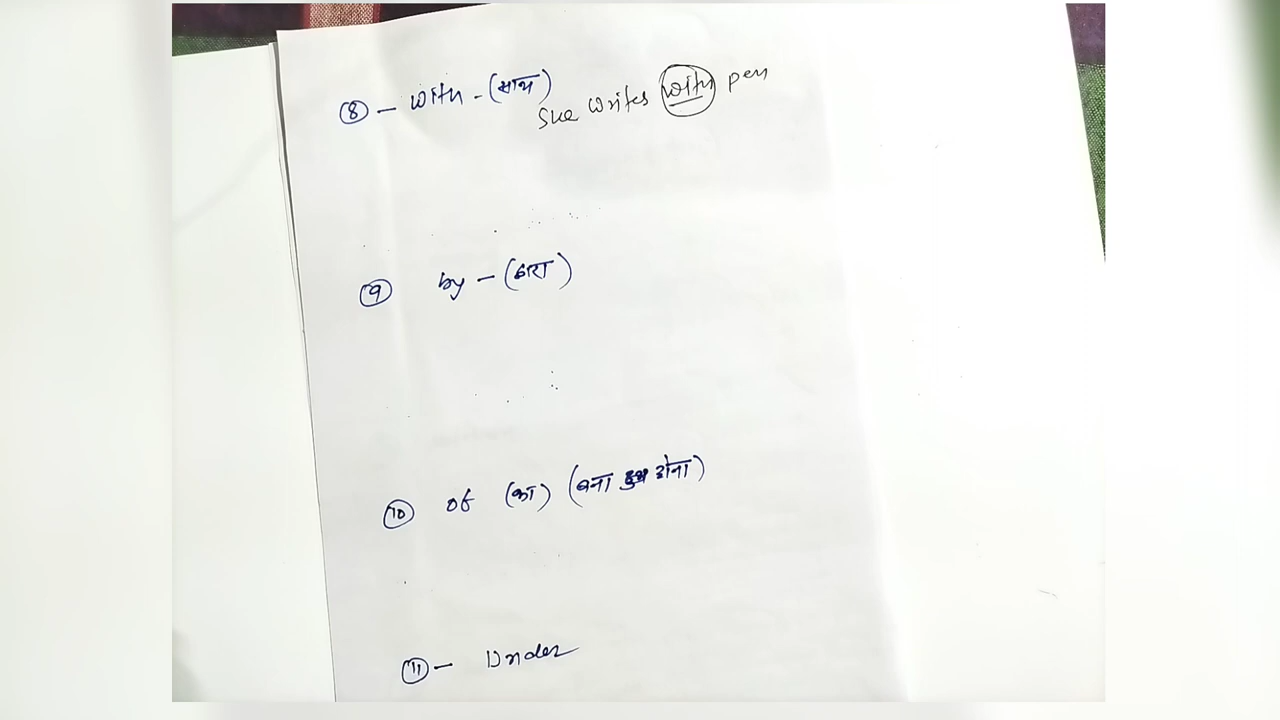 ⑧ - with - (साथ)
She writes with pen
⑨ by - (द्वारा)
⑩ of (का) (बना हुआ होना)
⑪ - Under